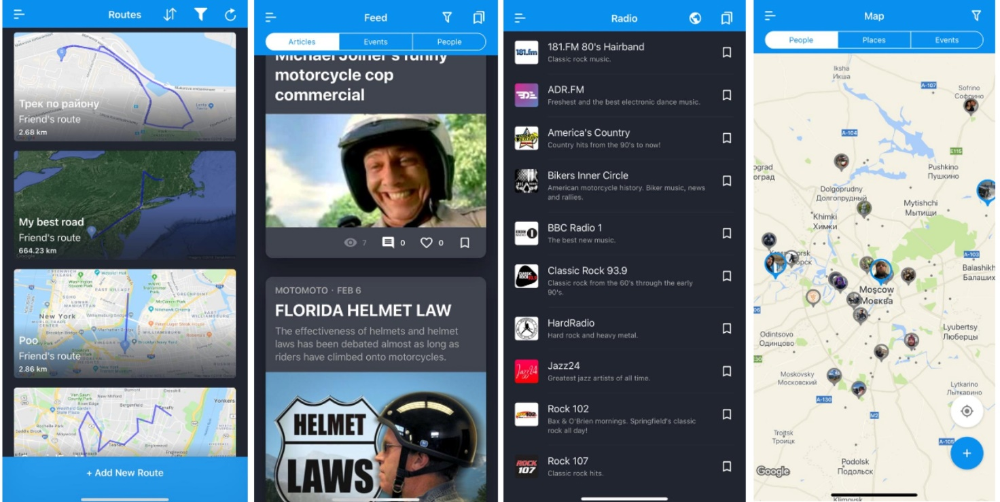 Routes
Трек по району
Friend's route
2.68 km
My best road
Friend's route
664.23 km
New York
Poo
Friend's route
2.86 km
+ Add New Route
Feed
Articles
Events
People
Michael Joiner's funny
motorcycle cop
commercial
7
0
0
MOTOMOTO · FEB 6
FLORIDA HELMET LAW
The effectiveness of helmets and helmet
laws has been debated almost as long as
riders have climbed onto motorcycles.
HELMET
LAWS
Radio
181.fm
181.FM 80's Hairband
Classic rock music.
ADR.FM
Freshest and the best electronic dance music.
America's Country
Country hits from the 90's to now!
Bikers Inner Circle
American motorcycle history. Biker music, news
and rallies.
BBC Radio 1
The best new music.
Classic Rock 93.9
Classic rock from the 60's through the early
90's.
HardRadio
Hard rock and heavy metal.
Jazz24
Jazz24
Greatest jazz artists of all time.
Rock 102
Bax & O'Brien mornings. Springfield's classic
rock all day!
ROCK
107
Rock 107
Classic rock hits.
Map
People
Places
Events
Iksha
Икша
A-107
Sofrino
Софрино
A-104
E115
ograd
оград
Pushkino
Пушкино
Dolgoprudny
Долгопрудный
Mytishchi
Мытищи
Khimki
Химки
A-103
Balashikh
Балаших
Moscow
Москва
Odintsovo
Одинцово
Lyubertsy
Люберцы
Moskovsky
Московский
Lytkarino
Лыткарино
A-130
M2
Troitsk
Троицк
A-105
Podolsk
Подольск
Google
Klimovsk